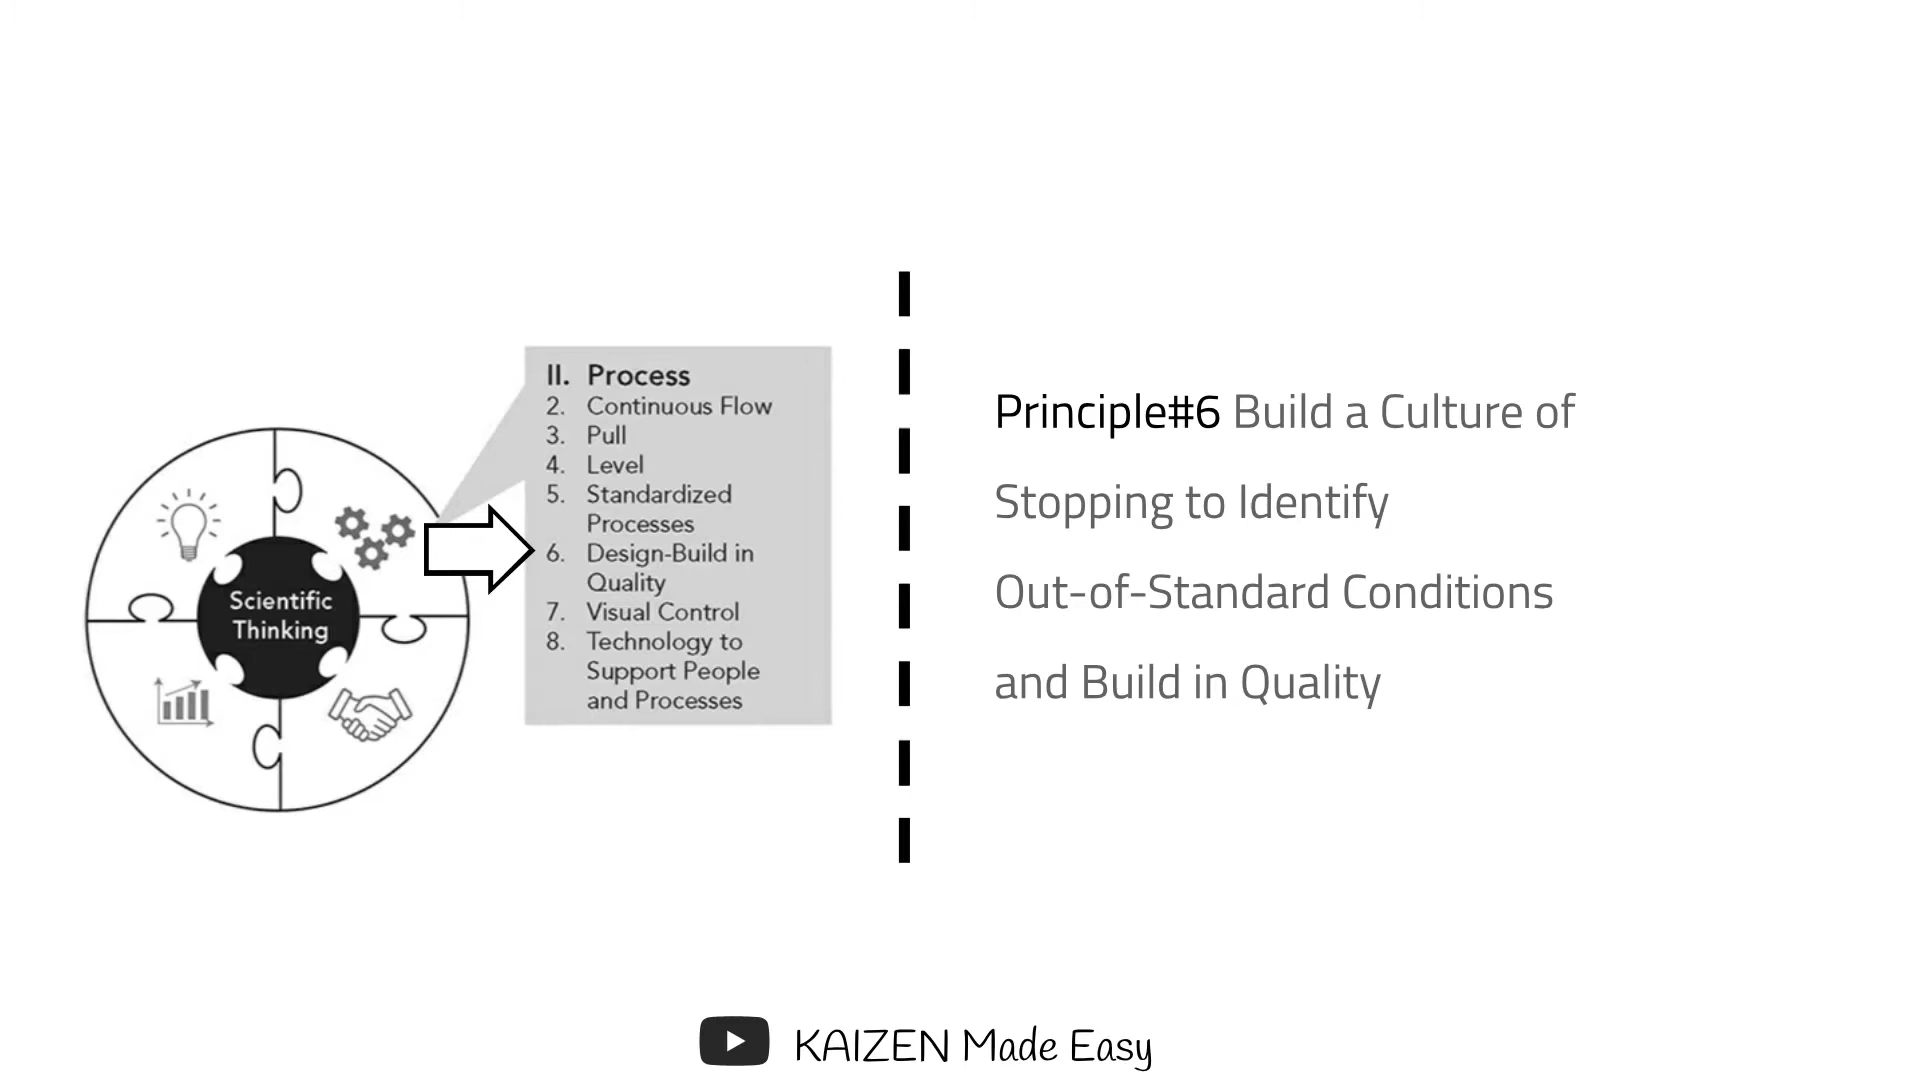 Scientific
Thinking
II. Process
2. Continuous Flow
3. Pull
4. Level
5. Standardized
Processes
6. Design-Build in
Quality
7. Visual Control
8. Technology to
Support People
and Processes
Principle#6 Build a Culture of
Stopping to Identify
Out-of-Standard Conditions
and Build in Quality
KAIZEN Made Easy